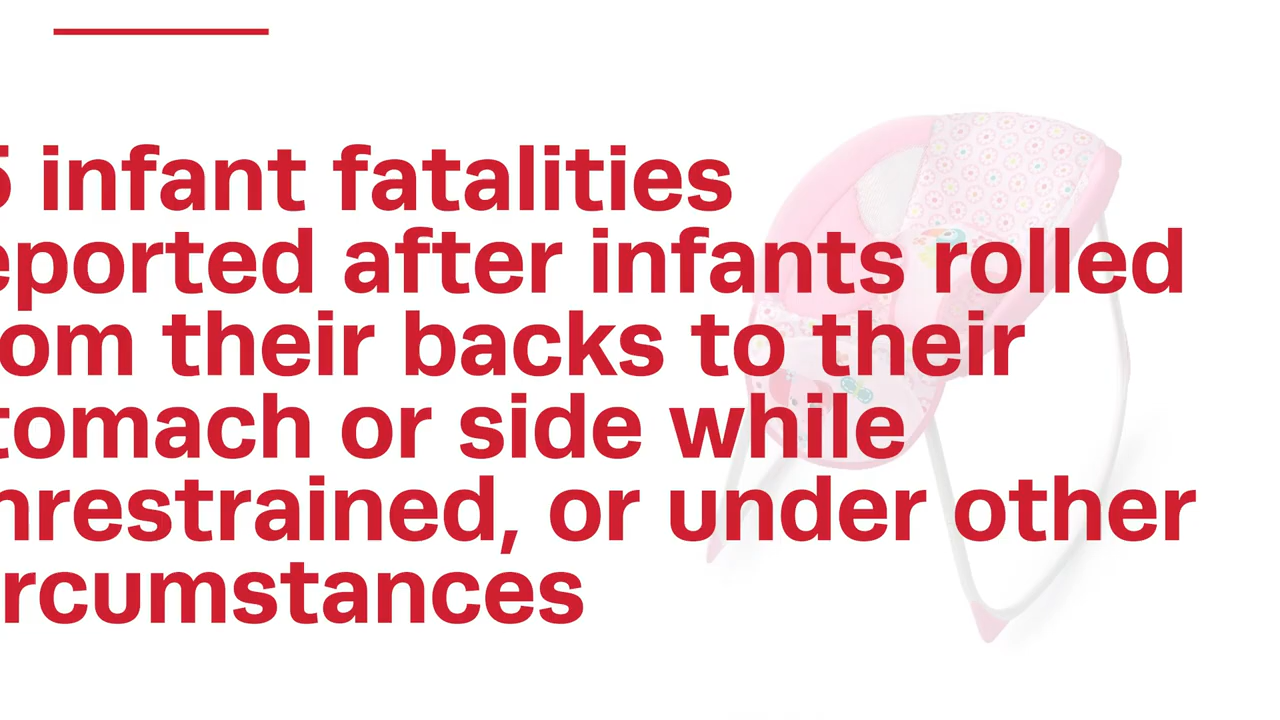 5 infant fatalities
eported after infants rolled
om their backs to their
tomach or side while
nrestrained, or under other
rcumstances